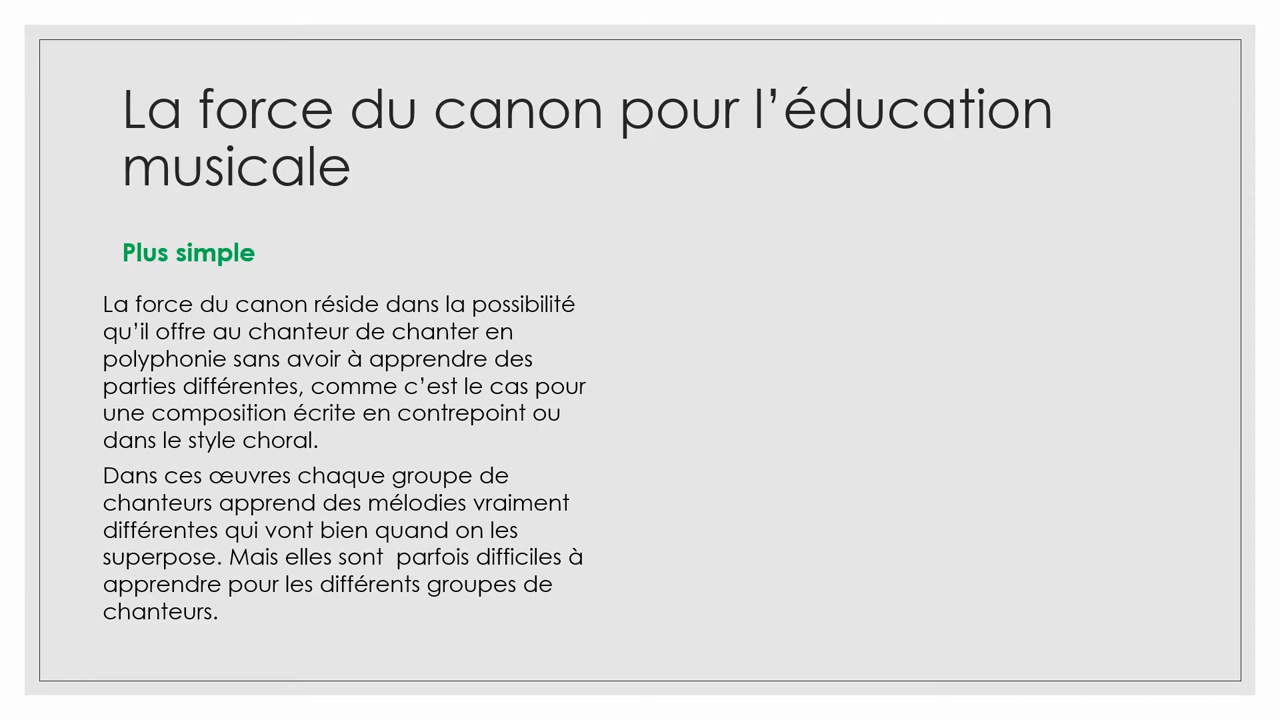 La force du canon pour l’éducation
musicale
Plus simple
La force du canon réside dans la possibilité
qu’il offre au chanteur de chanter en
polyphonie sans avoir à apprendre des
parties différentes, comme c’est le cas pour
une composition écrite en contrepoint ou
dans le style choral.
Dans ces œuvres chaque groupe de
chanteurs apprend des mélodies vraiment
différentes qui vont bien quand on les
superpose. Mais elles sont  parfois difficiles à
apprendre pour les différents groupes de
chanteurs.